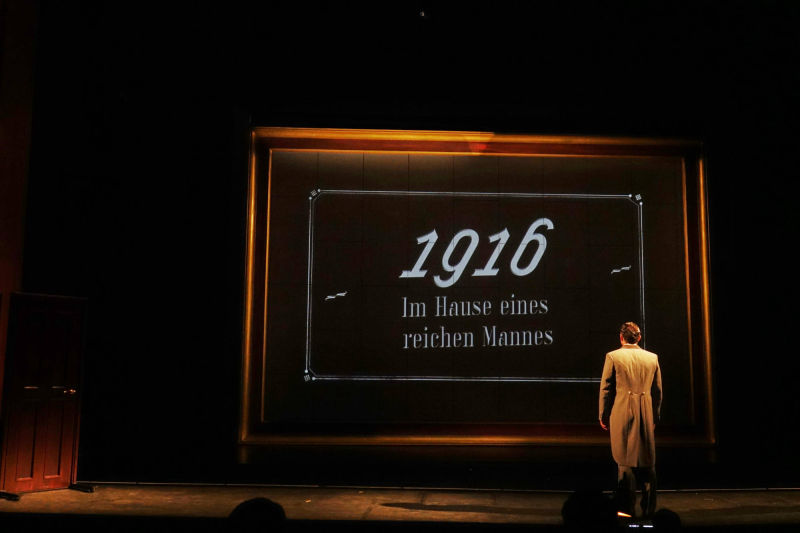 1916
Im Hause eines
reichen Mannes